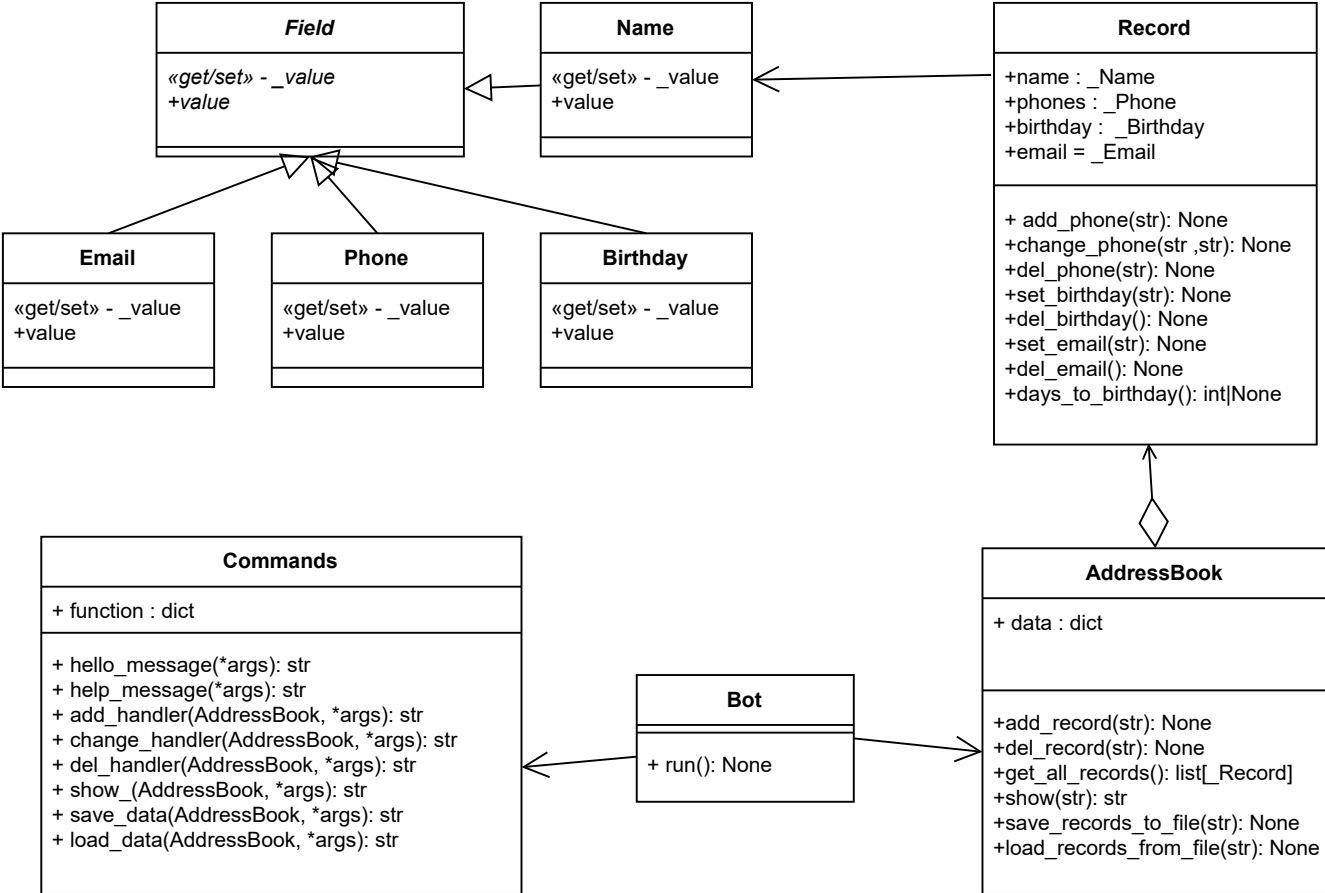 Field
«get/set» - _value
+value
Name
«get/set» - _value
+value
Record
+name : _Name
+phones : _Phone
+birthday :  _Birthday
+email = _Email
+ add_phone(str): None
+change_phone(str ,str): None
+del_phone(str): None
+set_birthday(str): None
+del_birthday(): None
+set_email(str): None
+del_email(): None
+days_to_birthday(): int|None
Email
«get/set» - _value
+value
Phone
«get/set» - _value
+value
Birthday
«get/set» - _value
+value
Commands
+ function : dict
+ hello_message(*args): str
+ help_message(*args): str
+ add_handler(AddressBook, *args): str
+ change_handler(AddressBook, *args): str
+ del_handler(AddressBook, *args): str
+ show_(AddressBook, *args): str
+ save_data(AddressBook, *args): str
+ load_data(AddressBook, *args): str
Bot
+ run(): None
AddressBook
+ data : dict
+add_record(str): None
+del_record(str): None
+get_all_records(): list[_Record]
+show(str): str
+save_records_to_file(str): None
+load_records_from_file(str): None